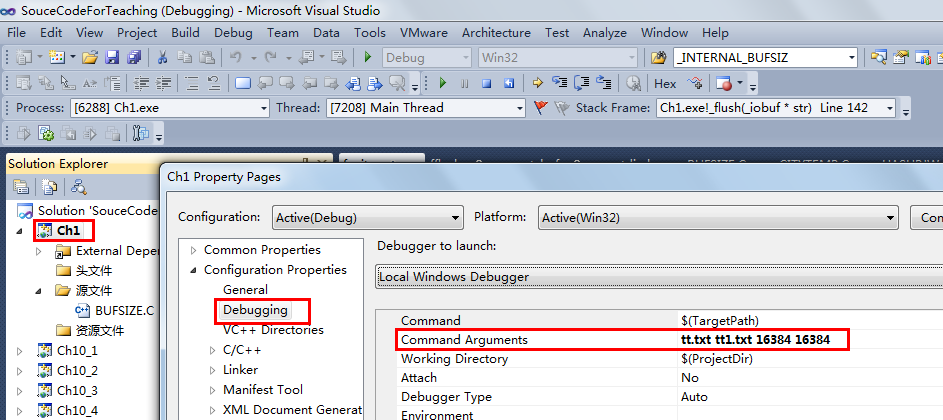 SouceCodeForTeaching (Debugging) - Microsoft Visual Studio
File Edit View Project Build Debug Team Data Tools VMware Architecture Test Analyze Window Help
Debug Win32 _INTERNAL_BUFSIZ
Hex
Process: [6288] Ch1.exe Thread: [7208] Main Thread Stack Frame: Ch1.exe!_flush(_iobuf * str) Line 142
Solution Explorer
Ch1 Property Pages
Solution 'SouceCode
Ch1
External Depe
头文件
源文件
BUFSIZE.C
资源文件
Ch10_1
Ch10_2
Ch10_3
Ch10_4
Configuration: Active(Debug) Platform: Active(Win32) Con
Common Properties
Configuration Properties
General
Debugging
VC++ Directories
C/C++
Linker
Manifest Tool
XML Document Generat
Debugger to launch:
Local Windows Debugger
Command $(TargetPath)
Command Arguments tt.txt tt1.txt 16384 16384
Working Directory $(ProjectDir)
Attach No
Debugger Type Auto
Environment